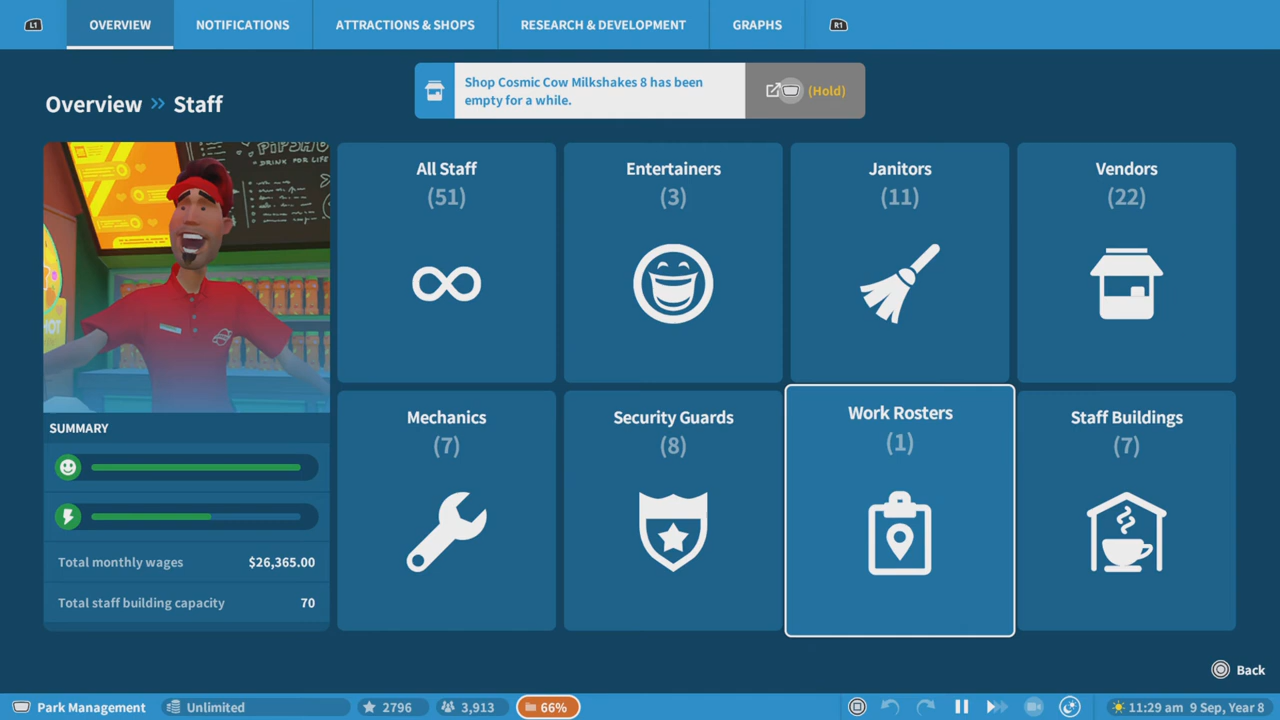 L1
OVERVIEW
NOTIFICATIONS
ATTRACTIONS & SHOPS
RESEARCH & DEVELOPMENT
GRAPHS
R1
Overview » Staff
Shop Cosmic Cow Milkshakes 8 has been
empty for a while.
(Hold)
DRINK FOR LIFE
All Staff
(51)
Entertainers
(3)
Janitors
(11)
Vendors
(22)
Mechanics
(7)
Security Guards
(8)
Work Rosters
(1)
Staff Buildings
(7)
SUMMARY
Total monthly wages
$26,365.00
Total staff building capacity
70
Back
Park Management
Unlimited
2796
3,913
66%
11:29 am 9 Sep, Year 8